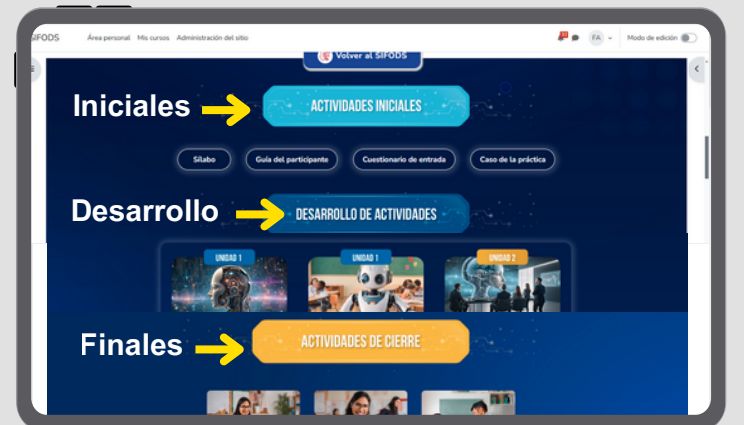 SIFODS Área personal Mis cursos Administración del sitio FA Modo de edición
Volver al SIFODS
Iniciales
ACTIVIDADES INICIALES
Sílabo Guía del participante Cuestionario de entrada Caso de la práctica
Desarrollo
DESARROLLO DE ACTIVIDADES
UNIDAD 1 UNIDAD 1 UNIDAD 2
Finales
ACTIVIDADES DE CIERRE